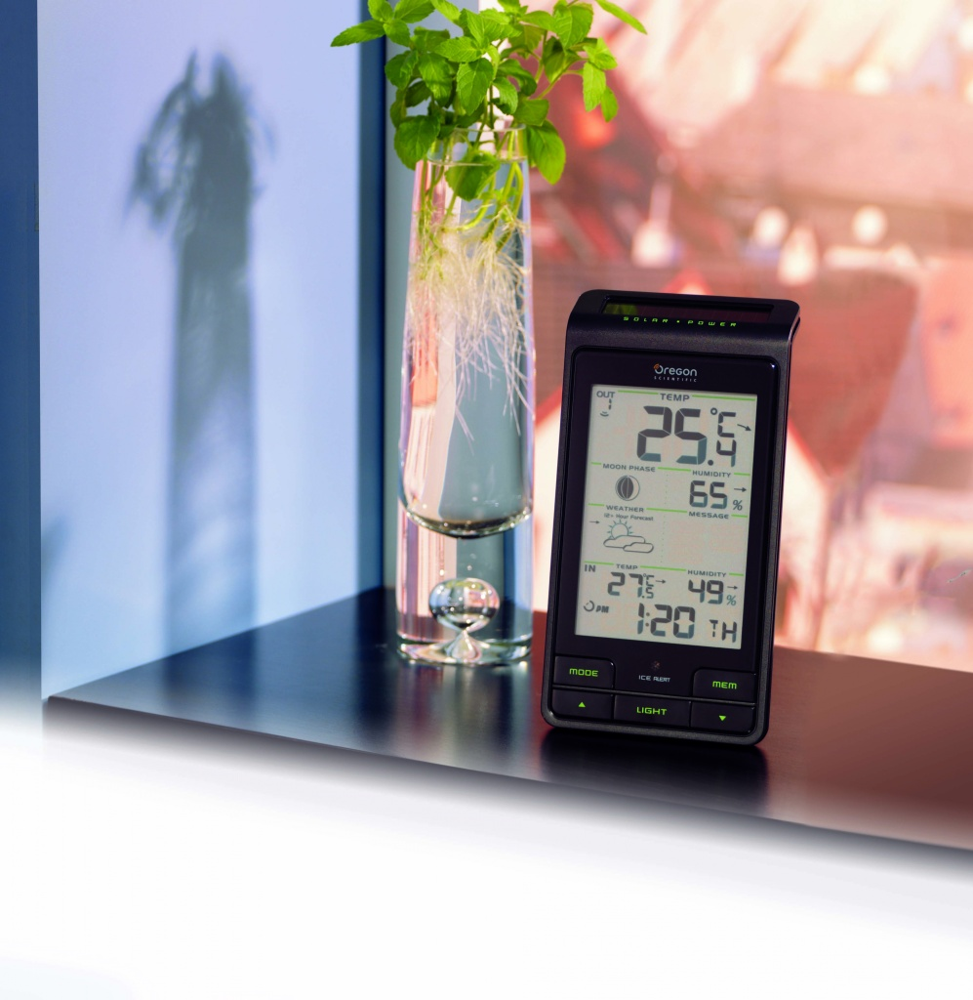 SOLAR • POWER
Oregon
SCIENTIFIC
OUT TEMP
1
25.4 °C
MOON PHASE HUMIDITY
65 %
WEATHER MESSAGE
12+ Hour Forecast
IN TEMP HUMIDITY
27.5 °C 49 %
PM 1:20 TH
MODE ICE ALERT MEM
LIGHT